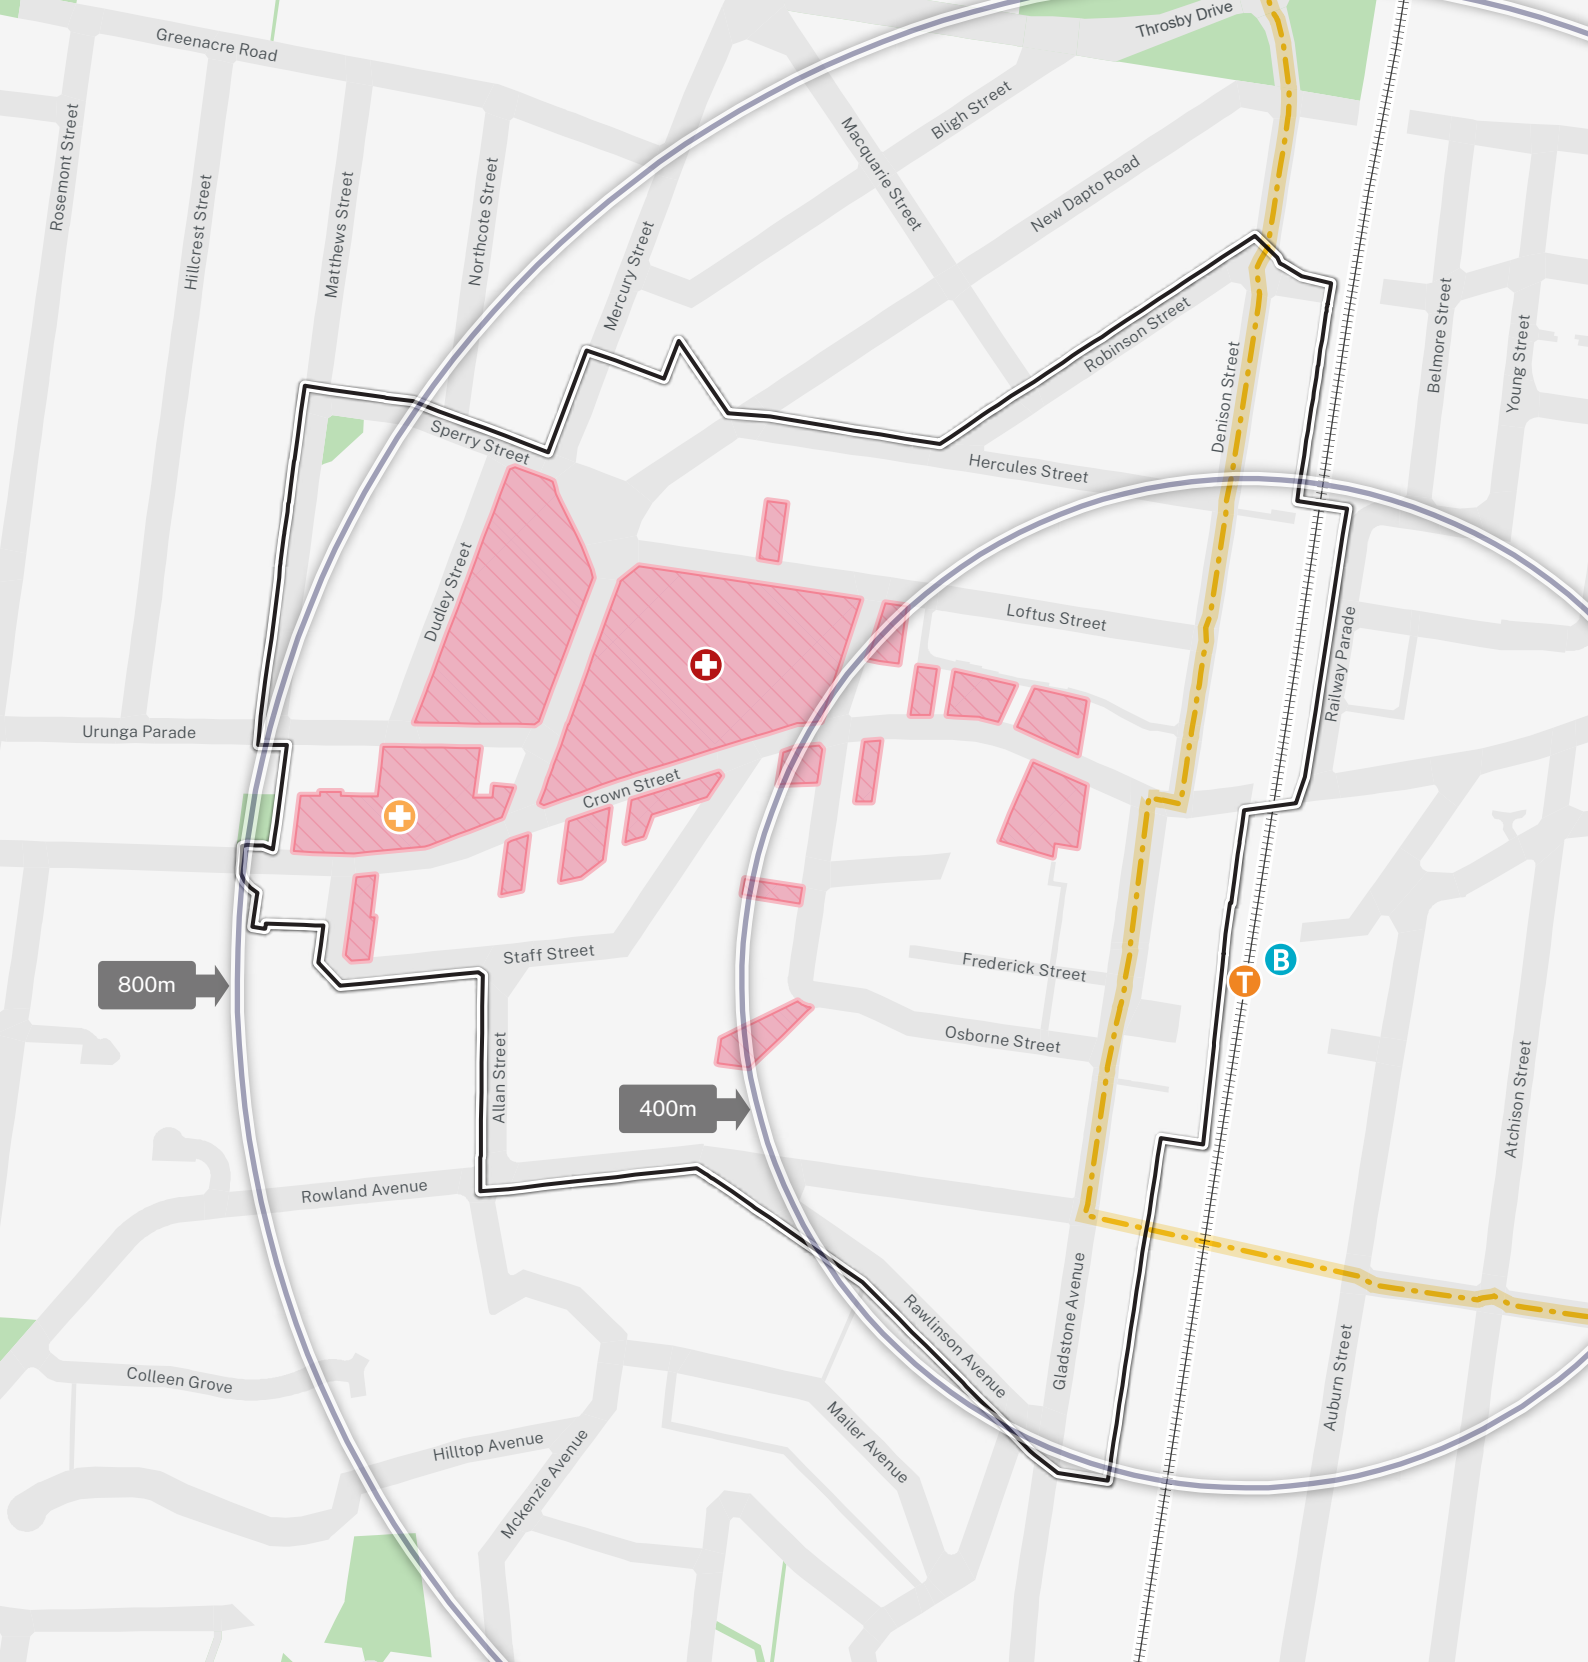 Throsby Drive
Greenacre Road
Bligh Street
Rosemont Street
Macquarie Street
Hillcrest Street
Matthews Street
Northcote Street
New Dapto Road
Mercury Street
Robinson Street
Belmore Street
Young Street
Denison Street
Sperry Street
Hercules Street
Dudley Street
Loftus Street
Railway Parade
Urunga Parade
Crown Street
Staff Street
Frederick Street
B
T
800m
Osborne Street
Allan Street
400m
Atchison Street
Rowland Avenue
Gladstone Avenue
Rawlinson Avenue
Auburn Street
Colleen Grove
Mailer Avenue
Hilltop Avenue
Mckenzie Avenue